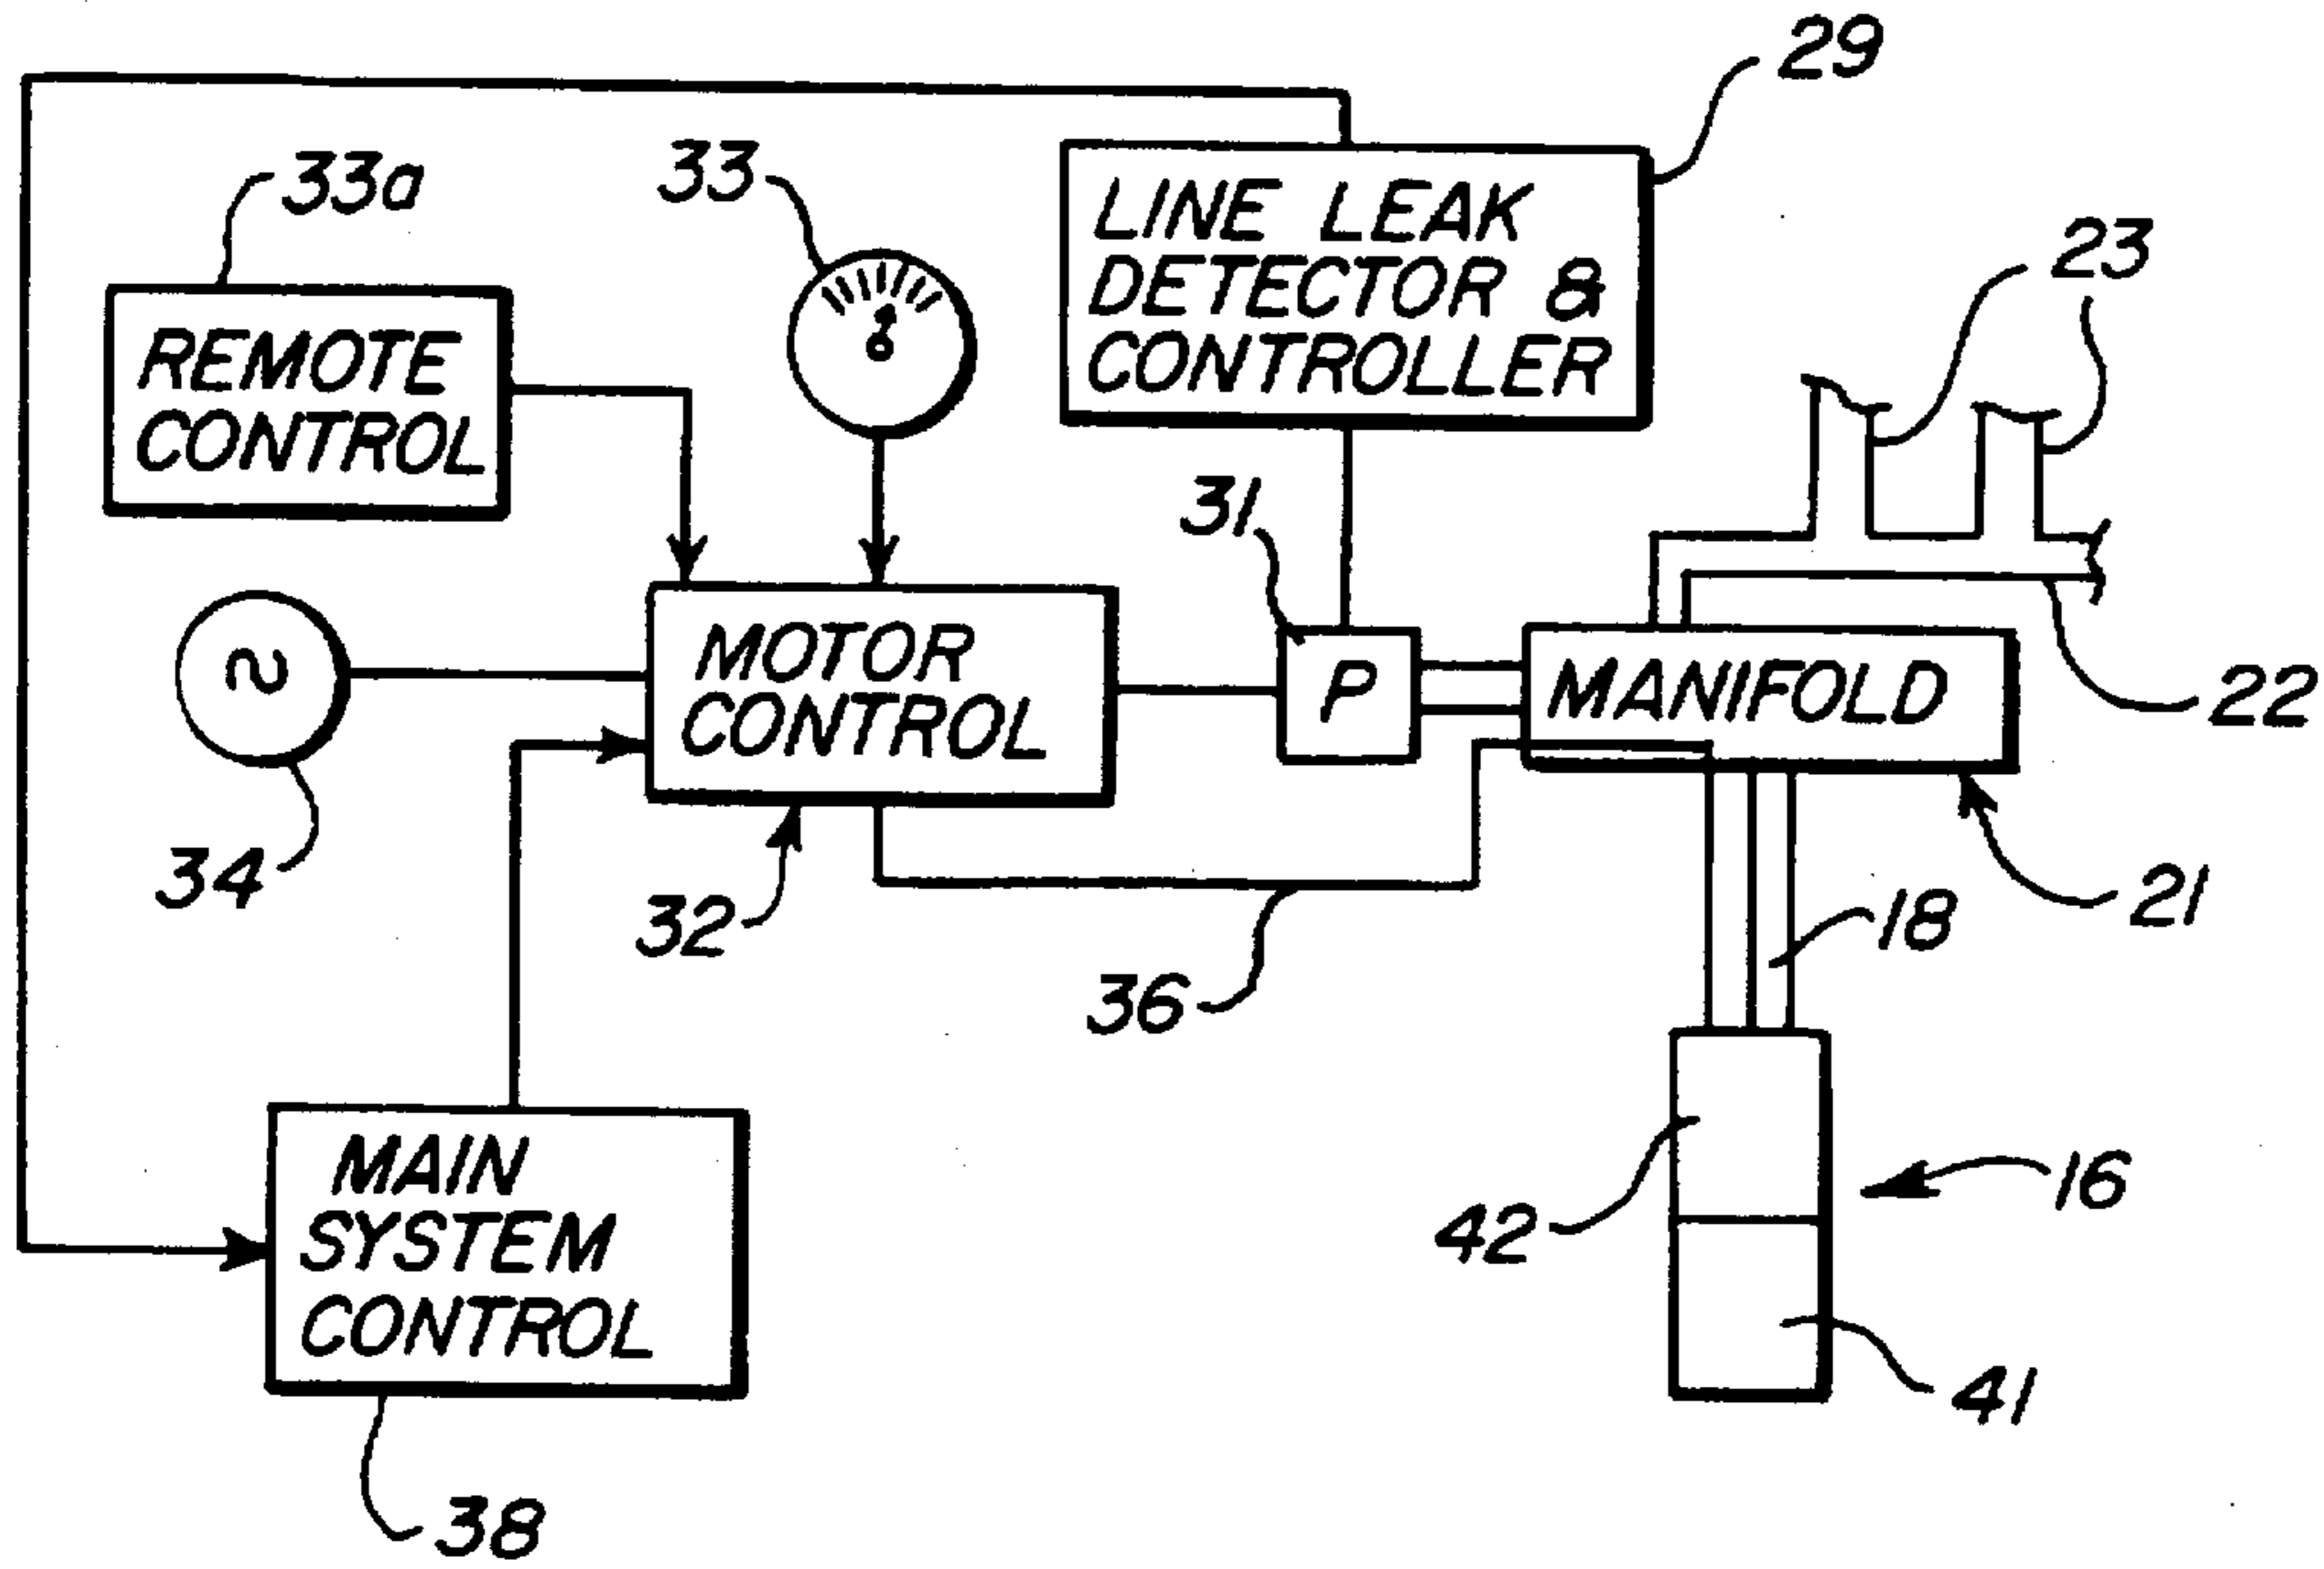 29
33a
33
LINE LEAK
DETECTOR &
CONTROLLER
23
REMOTE
CONTROL
31
MOTOR
CONTROL
P
MANIFOLD
22
34
32
21
18
36
MAIN
SYSTEM
CONTROL
16
42
41
38